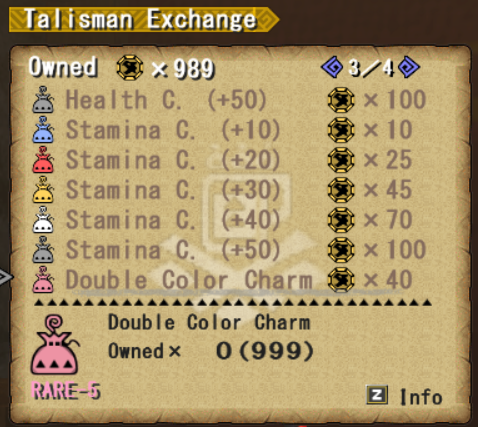 Talisman Exchange
Owned × 989 3/4
Health C. (+50) × 100
Stamina C. (+10) × 10
Stamina C. (+20) × 25
Stamina C. (+30) × 45
Stamina C. (+40) × 70
Stamina C. (+50) × 100
Double Color Charm × 40
Double Color Charm
Owned× 0(999)
RARE-5
Z Info